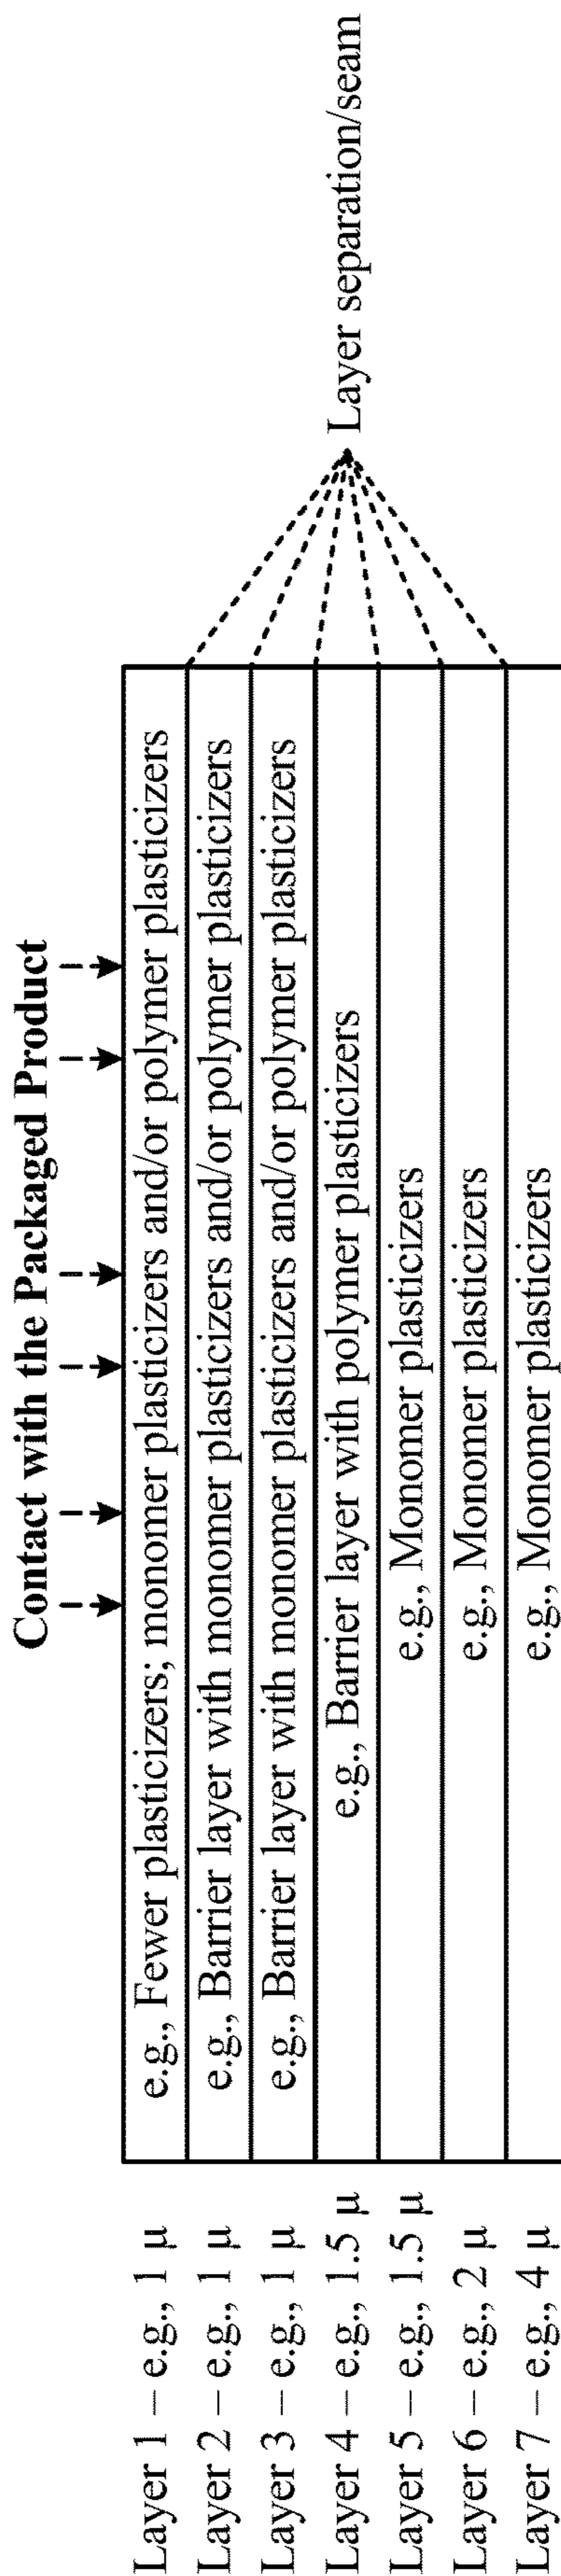 Contact with the Packaged Product
Layer 1 – e.g., 1 μ
e.g., Fewer plasticizers; monomer plasticizers and/or polymer plasticizers
Layer 2 – e.g., 1 μ
e.g., Barrier layer with monomer plasticizers and/or polymer plasticizers
Layer 3 – e.g., 1 μ
e.g., Barrier layer with monomer plasticizers and/or polymer plasticizers
Layer 4 – e.g., 1.5 μ
e.g., Barrier layer with polymer plasticizers
Layer 5 – e.g., 1.5 μ
e.g., Monomer plasticizers
Layer 6 – e.g., 2 μ
e.g., Monomer plasticizers
Layer 7 – e.g., 4 μ
e.g., Monomer plasticizers
Layer separation/seam